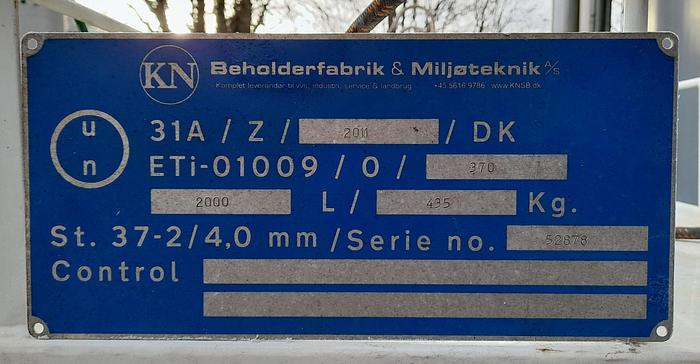 KN Beholderfabrik & Miljøteknik A/S
Komplet leverandør til vvs, industri, service & landbrug +45 5616 9786 www.KNSB.dk
u n
31A / Z / 2011 / DK
ETi-01009 / 0 / 370
2000 L / 435 Kg.
St. 37-2/4,0 mm /Serie no. 52878
Control